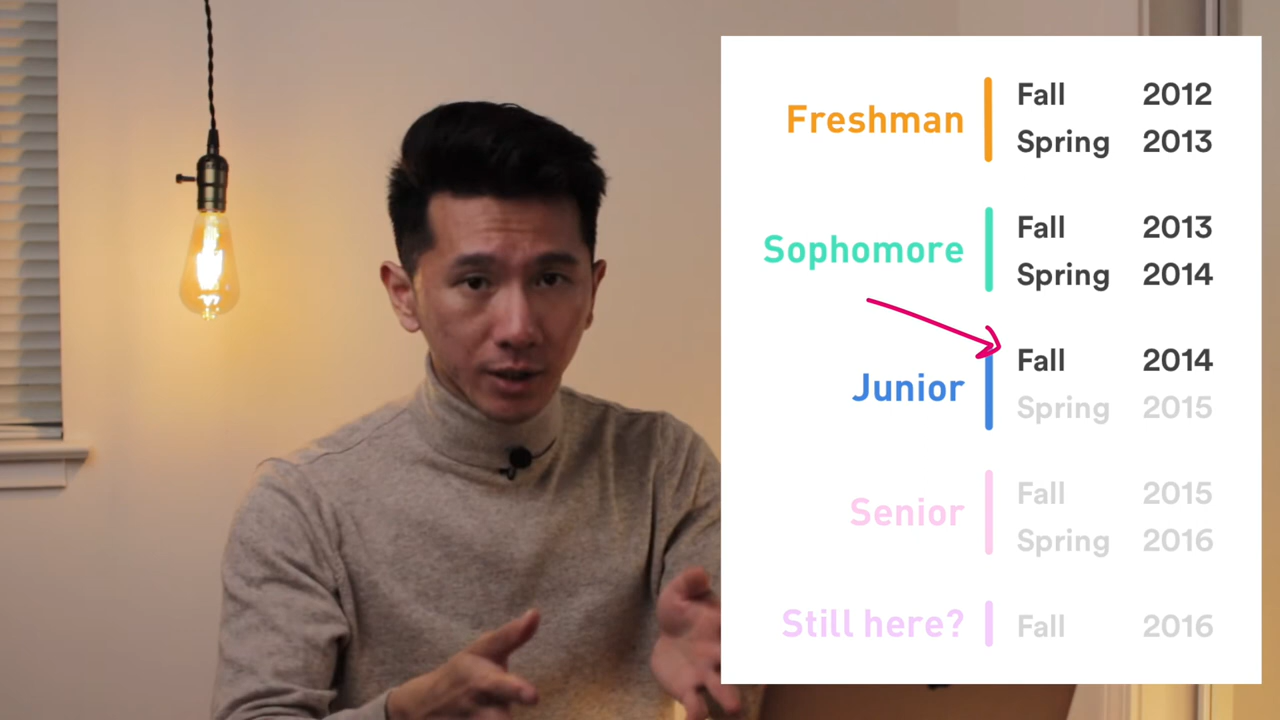 Freshman
Fall 2012
Spring 2013
Sophomore
Fall 2013
Spring 2014
Junior
Fall 2014
Spring 2015
Senior
Fall 2015
Spring 2016
Still here?
Fall 2016